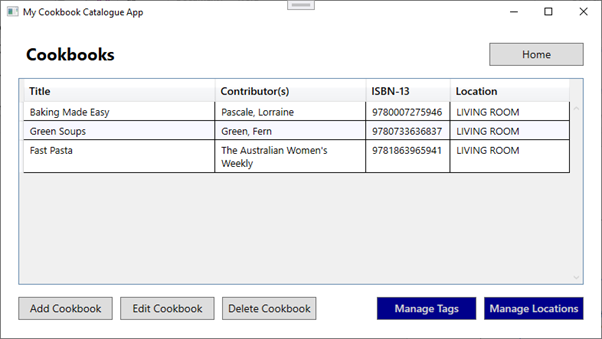 My Cookbook Catalogue App
Cookbooks
Home
Title Contributor(s) ISBN-13 Location
Baking Made Easy Pascale, Lorraine 9780007275946 LIVING ROOM
Green Soups Green, Fern 9780733636837 LIVING ROOM
Fast Pasta The Australian Women's 9781863965941 LIVING ROOM
Weekly
Add Cookbook Edit Cookbook Delete Cookbook Manage Tags Manage Locations